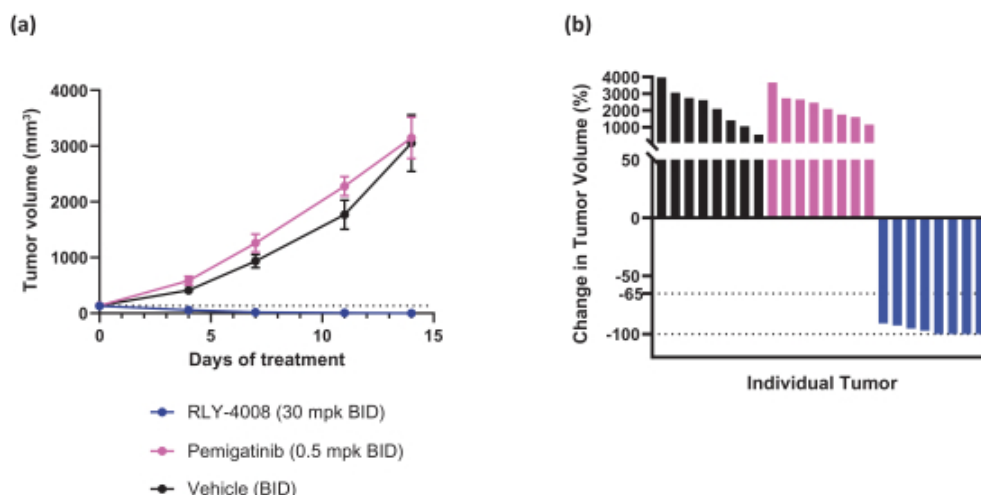 (a)
Tumor volume (mm³)
4000
3000
2000
1000
0
0
5
10
15
Days of treatment
RLY-4008 (30 mpk BID)
Pemigatinib (0.5 mpk BID)
Vehicle (BID)
(b)
Change in Tumor Volume (%)
4000
3000
2000
1000
50
0
-50
-65
-100
Individual Tumor